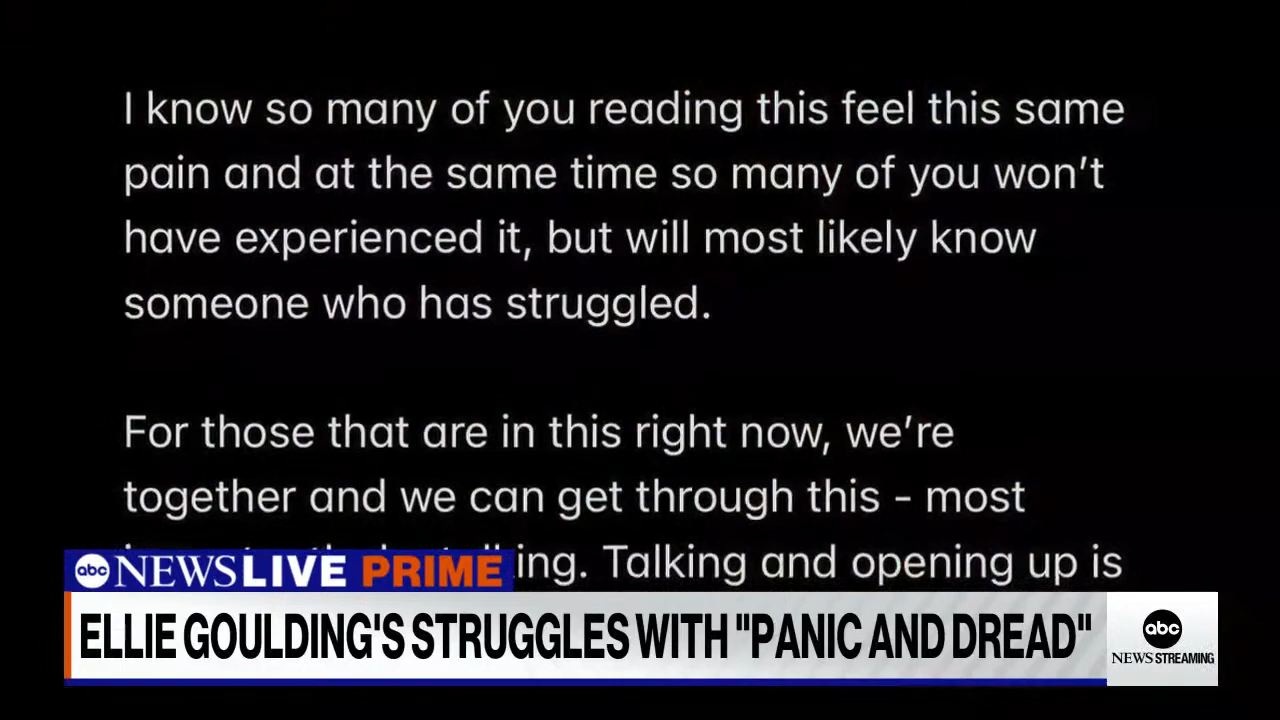 I know so many of you reading this feel this same
pain and at the same time so many of you won’t
have experienced it, but will most likely know
someone who has struggled.
For those that are in this right now, we’re
together and we can get through this - most
ing. Talking and opening up is
abc NEWS LIVE PRIME
ELLIE GOULDING'S STRUGGLES WITH "PANIC AND DREAD"
abc
NEWS STREAMING